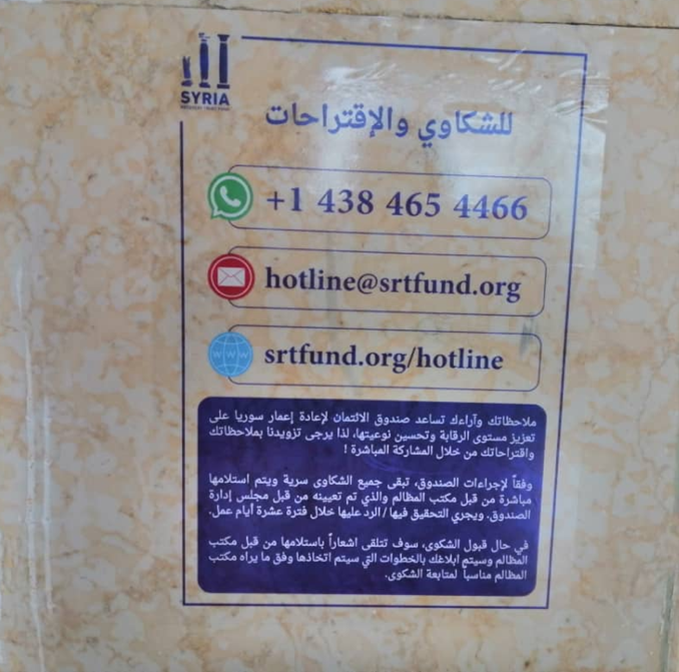 SYRIA
للشكاوي والإقتراحات
+1 438 465 4466
hotline@srtfund.org
www
srtfund.org/hotline
ملاحظاتك وآراءك تساعد صندوق الائتمان لإعادة إعمار سوريا على
تعزيز مستوى الرقابة وتحسين نوعيتها، لذا يرجى تزويدنا بملاحظاتك
واقتراحاتك من خلال المشاركة المباشرة !
وفقاً لإجراءات الصندوق، تبقى جميع الشكاوى سرية ويتم استلامها
مباشرة من قبل مكتب المظالم والذي تم تعيينه من قبل مجلس إدارة
الصندوق. ويجري التحقيق فيها / الرد عليها خلال فترة عشرة أيام عمل.
في حال قبول الشكوى، سوف تتلقى اشعاراً باستلامها من قبل مكتب
المظالم وسيتم ابلاغك بالخطوات التي سيتم اتخاذها وفق ما يراه مكتب
المظالم مناسباً لمتابعة الشكوى.